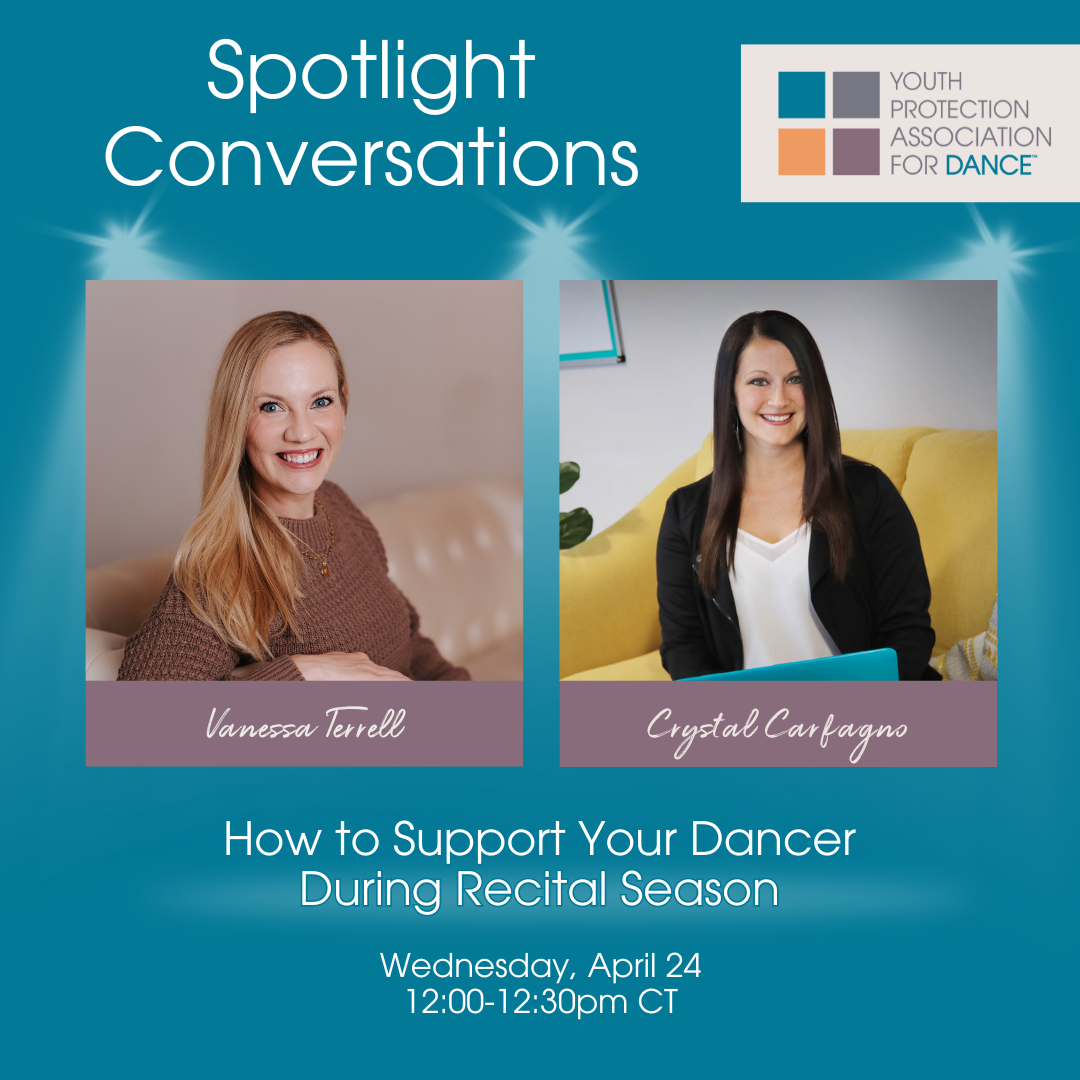 Spotlight
Conversations
YOUTH
PROTECTION
ASSOCIATION
FOR DANCE™
Vanessa Terrell
Crystal Carfagno
How to Support Your Dancer
During Recital Season
Wednesday, April 24
12:00-12:30pm CT